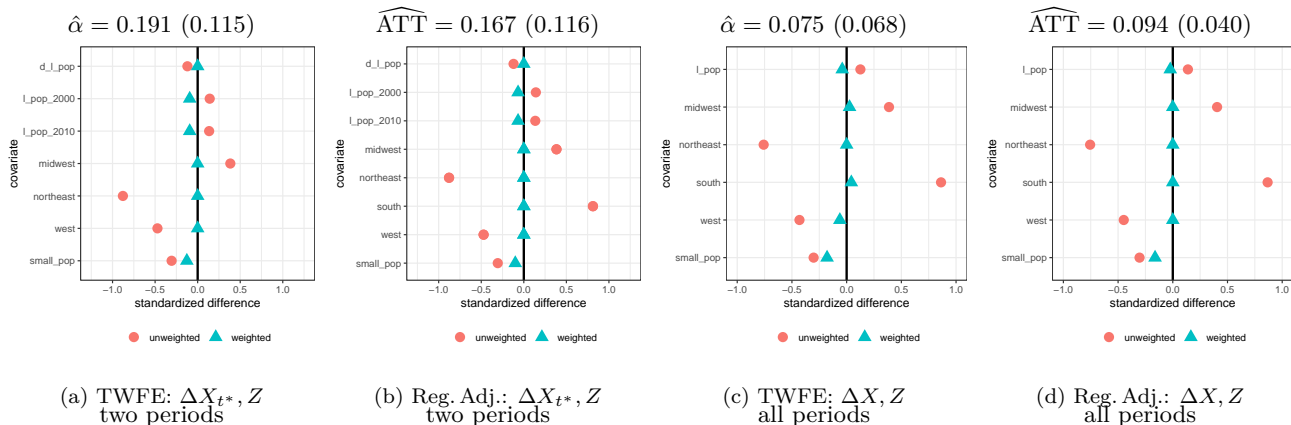 α̂ = 0.191 (0.115)
covariate
d_l_pop
l_pop_2000
l_pop_2010
midwest
northeast
west
small_pop
−1.0 −0.5 0.0 0.5 1.0
standardized difference
unweighted weighted
(a) TWFE: ΔX_{t*}, Z
two periods
ATT̂ = 0.167 (0.116)
covariate
d_l_pop
l_pop_2000
l_pop_2010
midwest
northeast
south
west
small_pop
−1.0 −0.5 0.0 0.5 1.0
standardized difference
unweighted weighted
(b) Reg. Adj.: ΔX_{t*}, Z
two periods
α̂ = 0.075 (0.068)
covariate
l_pop
midwest
northeast
south
west
small_pop
−1.0 −0.5 0.0 0.5 1.0
standardized difference
unweighted weighted
(c) TWFE: ΔX, Z
all periods
ATT̂ = 0.094 (0.040)
covariate
l_pop
midwest
northeast
south
west
small_pop
−1.0 −0.5 0.0 0.5 1.0
standardized difference
unweighted weighted
(d) Reg. Adj.: ΔX, Z
all periods